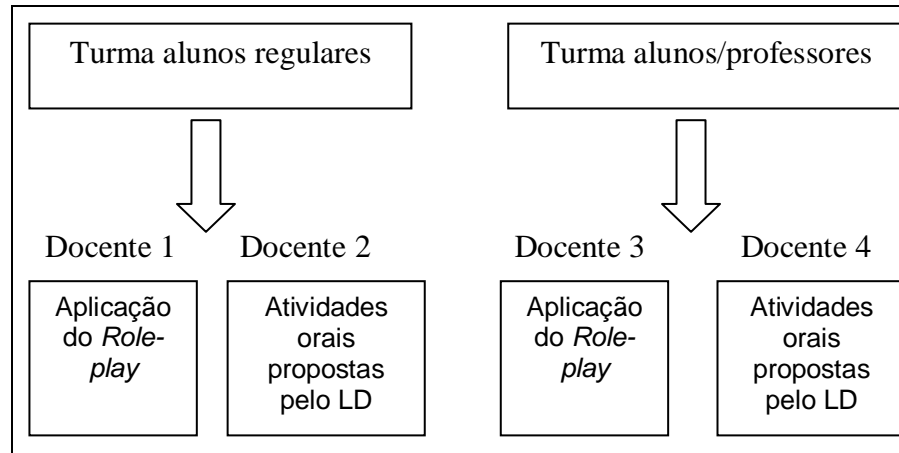 Turma alunos regulares
Turma alunos/professores
Docente 1
Docente 2
Docente 3
Docente 4
Aplicação
do Role-
play
Atividades
orais
propostas
pelo LD
Aplicação
do Role-
play
Atividades
orais
propostas
pelo LD